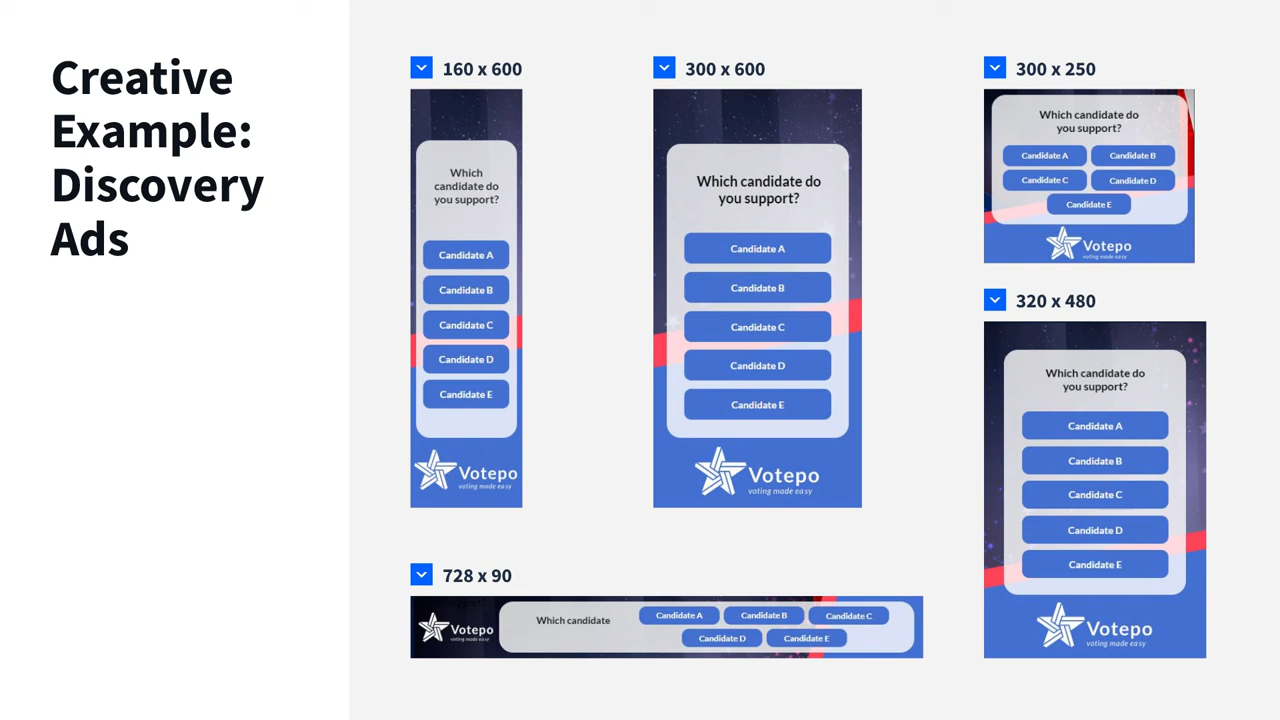 Creative
Example:
Discovery
Ads
160 x 600
Which
candidate do
you support?
Candidate A
Candidate B
Candidate C
Candidate D
Candidate E
Votepo
voting made easy
300 x 600
Which candidate do
you support?
Candidate A
Candidate B
Candidate C
Candidate D
Candidate E
Votepo
voting made easy
300 x 250
Which candidate do
you support?
Candidate A Candidate B
Candidate C Candidate D
Candidate E
Votepo
voting made easy
320 x 480
Which candidate do
you support?
Candidate A
Candidate B
Candidate C
Candidate D
Candidate E
Votepo
voting made easy
728 x 90
Votepo
voting made easy
Which candidate
Candidate A Candidate B Candidate C
Candidate D Candidate E